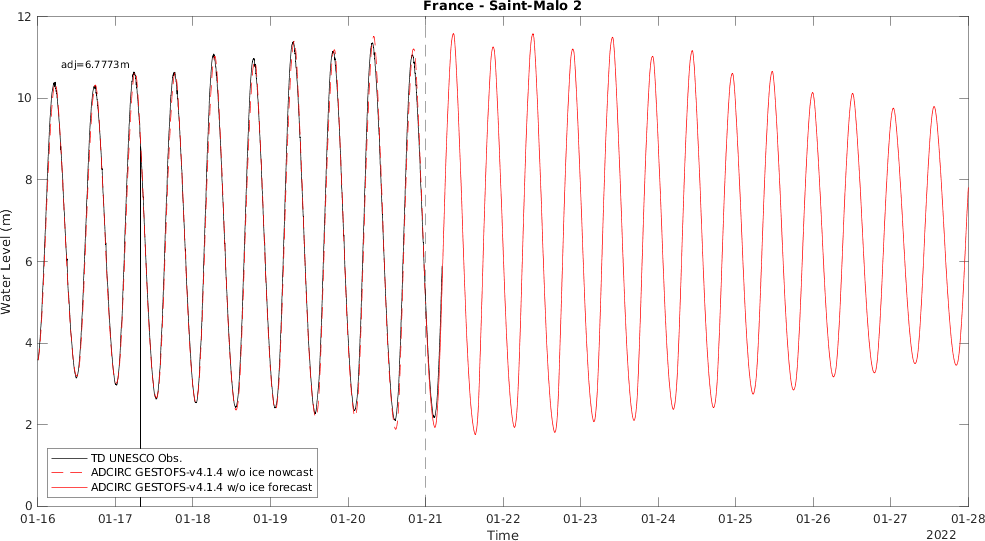 France - Saint-Malo 2
adj=6.7773m
12
10
8
6
4
2
0
Water Level (m)
TD UNESCO Obs.
ADCIRC GESTOFS-v4.1.4 w/o ice nowcast
ADCIRC GESTOFS-v4.1.4 w/o ice forecast
01-16 01-17 01-18 01-19 01-20 01-21 01-22 01-23 01-24 01-25 01-26 01-27 01-28
Time
2022